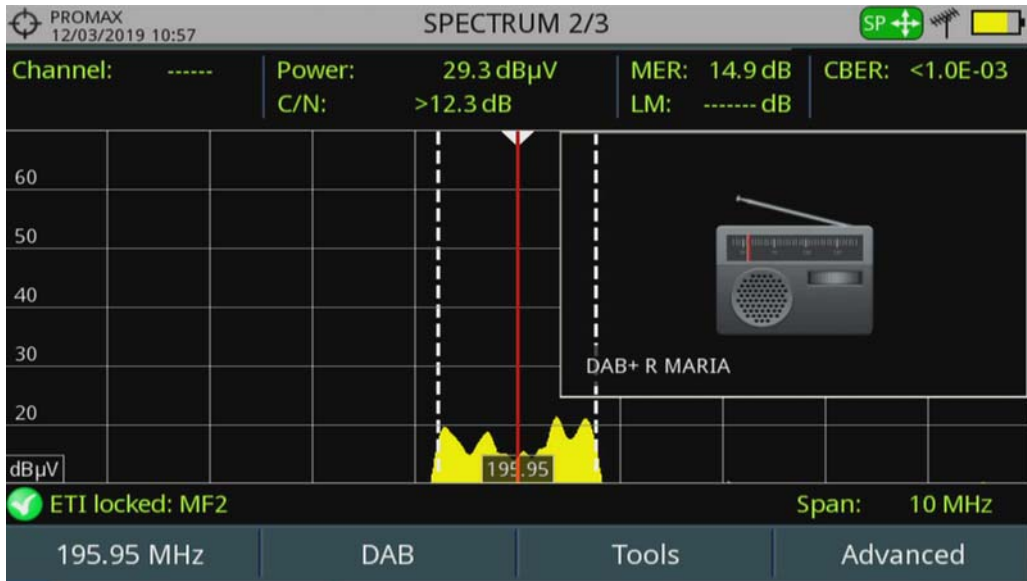 PROMAX
12/03/2019 10:57
SPECTRUM 2/3
SP
Channel: ------
Power: 29.3 dBµV
MER: 14.9 dB
CBER: <1.0E-03
C/N: >12.3 dB
LM: ------- dB
60
50
40
30
20
dBµV
DAB+ R MARIA
195.95
ETI locked: MF2
Span: 10 MHz
195.95 MHz
DAB
Tools
Advanced